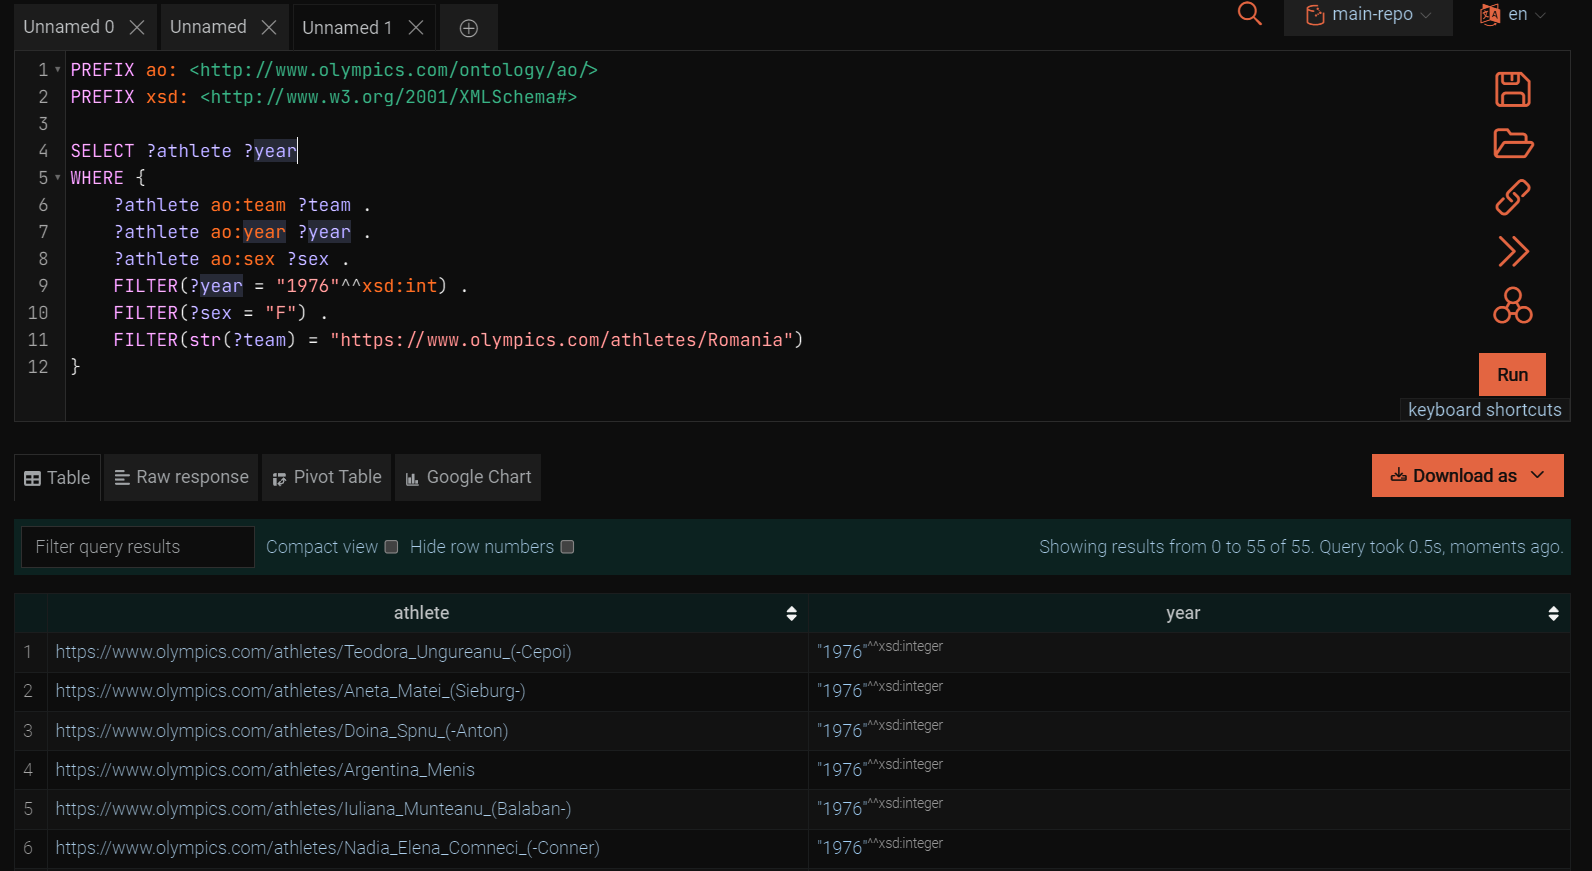 Unnamed 0 Unnamed Unnamed 1 main-repo en
1 PREFIX ao: <http://www.olympics.com/ontology/ao/>
2 PREFIX xsd: <http://www.w3.org/2001/XMLSchema#>
3
4 SELECT ?athlete ?year
5 WHERE {
6 ?athlete ao:team ?team .
7 ?athlete ao:year ?year .
8 ?athlete ao:sex ?sex .
9 FILTER(?year = "1976"^^xsd:int) .
10 FILTER(?sex = "F") .
11 FILTER(str(?team) = "https://www.olympics.com/athletes/Romania")
12 }
Run
keyboard shortcuts
Table Raw response Pivot Table Google Chart Download as
Filter query results Compact view Hide row numbers Showing results from 0 to 55 of 55. Query took 0.5s, moments ago.
athlete year
1 https://www.olympics.com/athletes/Teodora_Ungureanu_(-Cepoi) "1976"^^xsd:integer
2 https://www.olympics.com/athletes/Aneta_Matei_(Sieburg-) "1976"^^xsd:integer
3 https://www.olympics.com/athletes/Doina_Spnu_(-Anton) "1976"^^xsd:integer
4 https://www.olympics.com/athletes/Argentina_Menis "1976"^^xsd:integer
5 https://www.olympics.com/athletes/Iuliana_Munteanu_(Balaban-) "1976"^^xsd:integer
6 https://www.olympics.com/athletes/Nadia_Elena_Comneci_(-Conner) "1976"^^xsd:integer